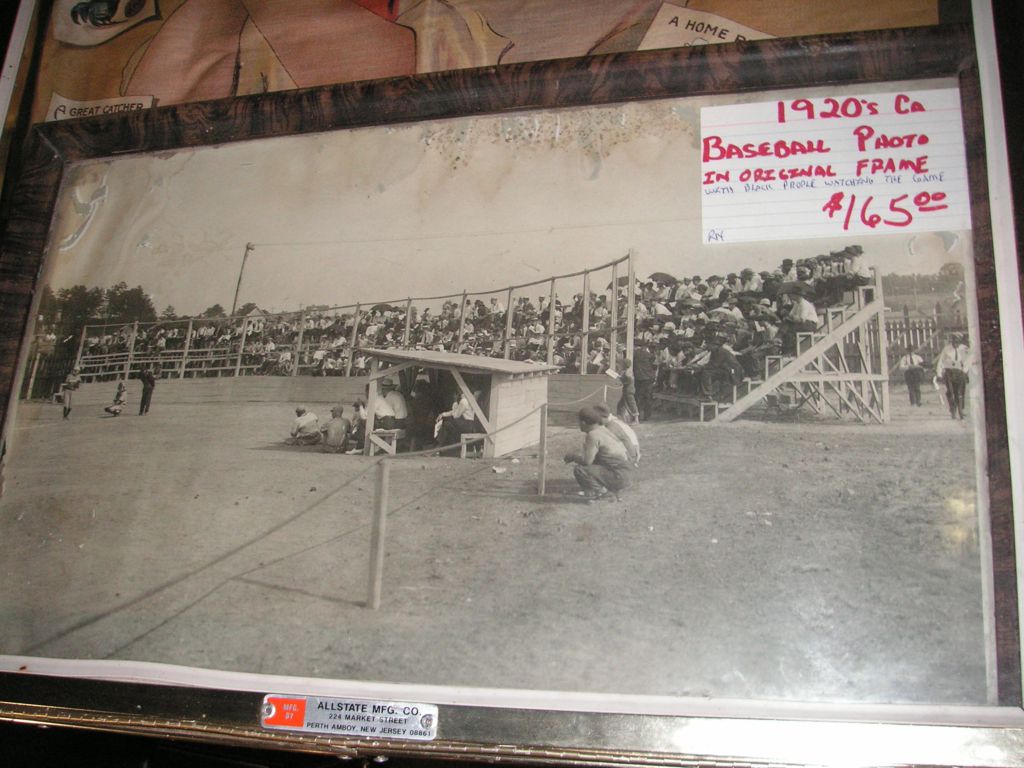 A HOME
A GREAT CATCHER
1920's Ca
BASEBALL PHOTO
IN ORIGINAL FRAME
WITH BLACK PEOPLE WATCHING THE GAME
$165.00
RN
MFG.
37
ALLSTATE MFG. CO.
224 MARKET STREET
PERTH AMBOY, NEW JERSEY 08861